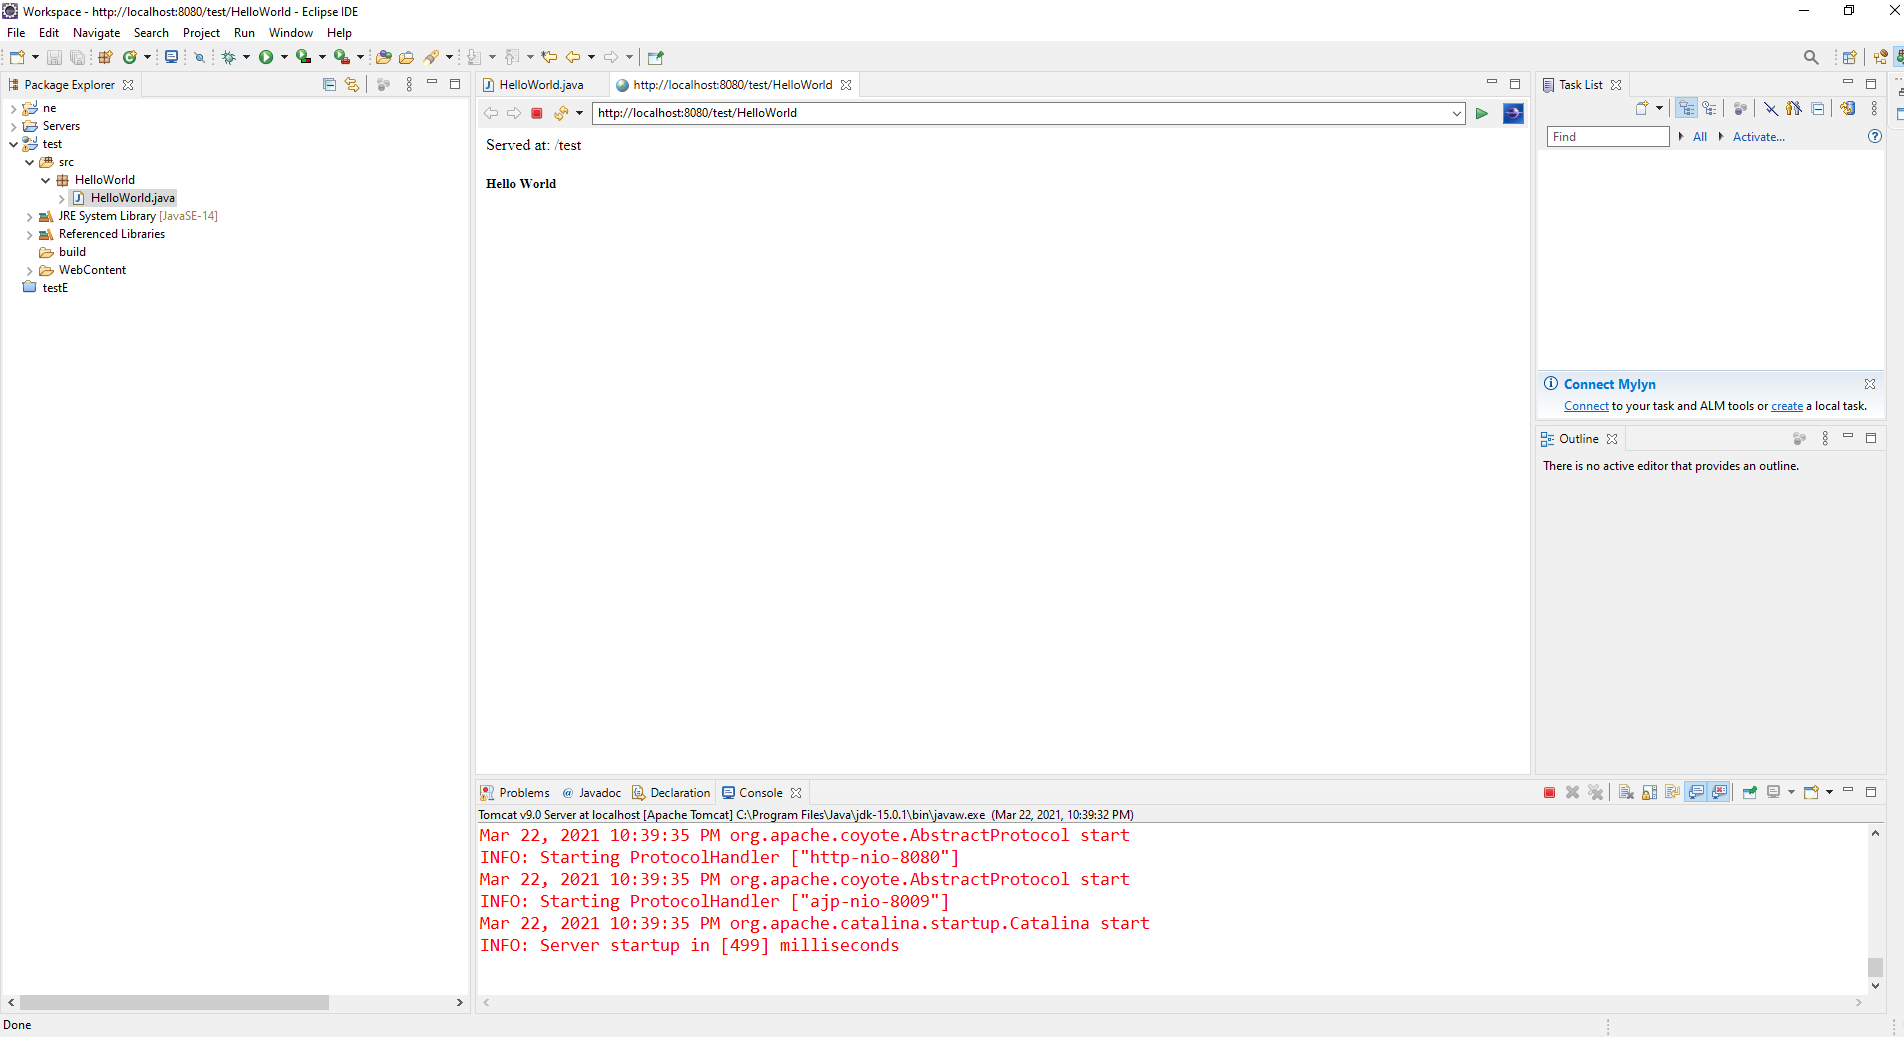 Workspace - http://localhost:8080/test/HelloWorld - Eclipse IDE
File Edit Navigate Search Project Run Window Help
Package Explorer
ne
Servers
test
src
HelloWorld
HelloWorld.java
JRE System Library [JavaSE-14]
Referenced Libraries
build
WebContent
testE
HelloWorld.java
http://localhost:8080/test/HelloWorld
http://localhost:8080/test/HelloWorld
Served at: /test
Hello World
Task List
Find
All
Activate...
Connect Mylyn
Connect to your task and ALM tools or create a local task.
Outline
There is no active editor that provides an outline.
Problems @ Javadoc Declaration Console
Tomcat v9.0 Server at localhost [Apache Tomcat] C:\Program Files\Java\jdk-15.0.1\bin\javaw.exe (Mar 22, 2021, 10:39:32 PM)
Mar 22, 2021 10:39:35 PM org.apache.coyote.AbstractProtocol start
INFO: Starting ProtocolHandler ["http-nio-8080"]
Mar 22, 2021 10:39:35 PM org.apache.coyote.AbstractProtocol start
INFO: Starting ProtocolHandler ["ajp-nio-8009"]
Mar 22, 2021 10:39:35 PM org.apache.catalina.startup.Catalina start
INFO: Server startup in [499] milliseconds
Done